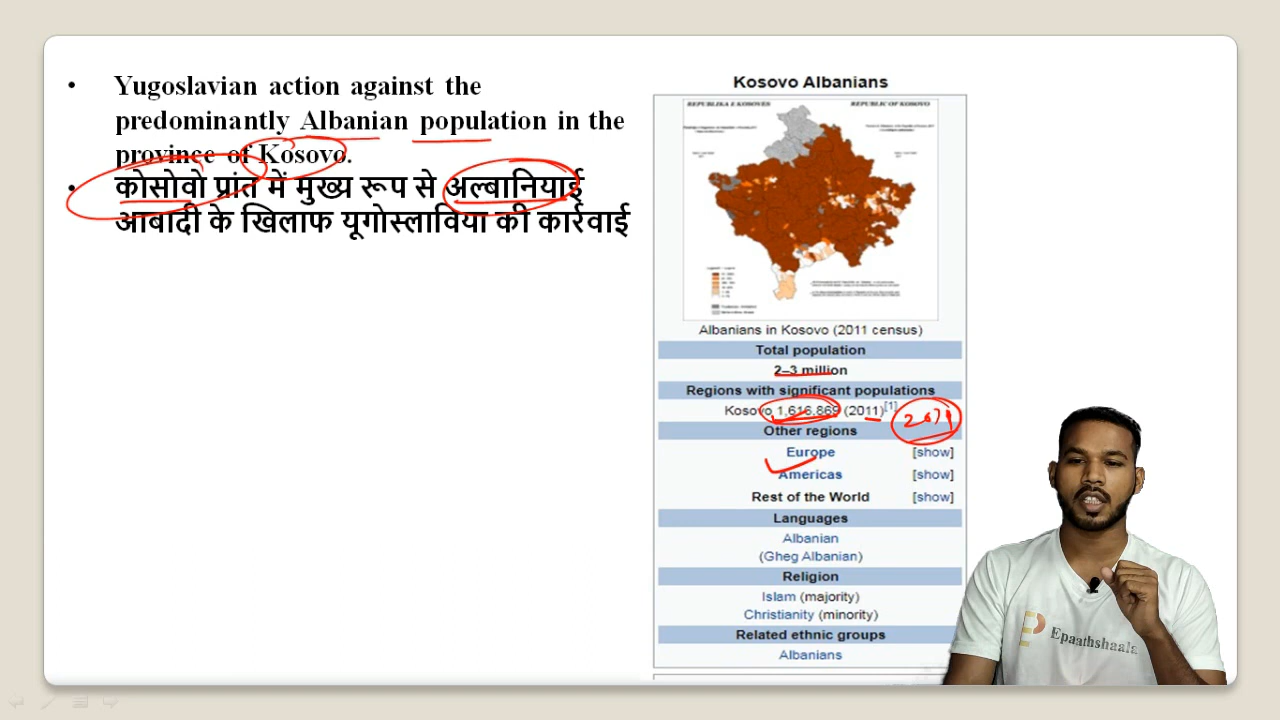 • Yugoslavian action against the
predominantly Albanian population in the
province of Kosovo.
• कोसोवो प्रांत में मुख्य रूप से अल्बानियाई
आबादी के खिलाफ यूगोस्लाविया की कार्रवाई
Kosovo Albanians
REPUBLIKA E KOSOVËS REPUBLIC OF KOSOVO
Albanians in Kosovo (2011 census)
Total population
2–3 million
Regions with significant populations
Kosovo 1,616,869 (2011)[1]
Other regions
Europe [show]
Americas [show]
Rest of the World [show]
Languages
Albanian
(Gheg Albanian)
Religion
Islam (majority)
Christianity (minority)
Related ethnic groups
Albanians
Epaathshaala